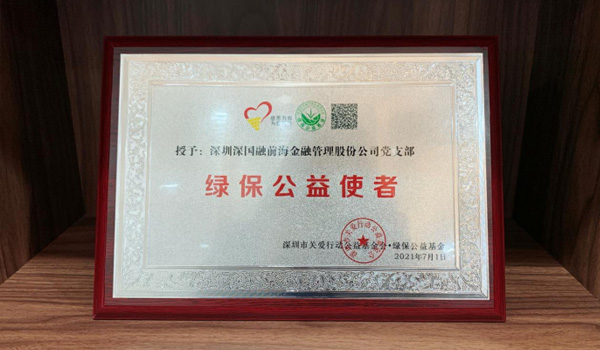 授予：深圳深国融前海金融管理股份公司党支部
绿保公益使者
深圳市关爱行动公益基金会·绿保公益基金
2021年7月1日